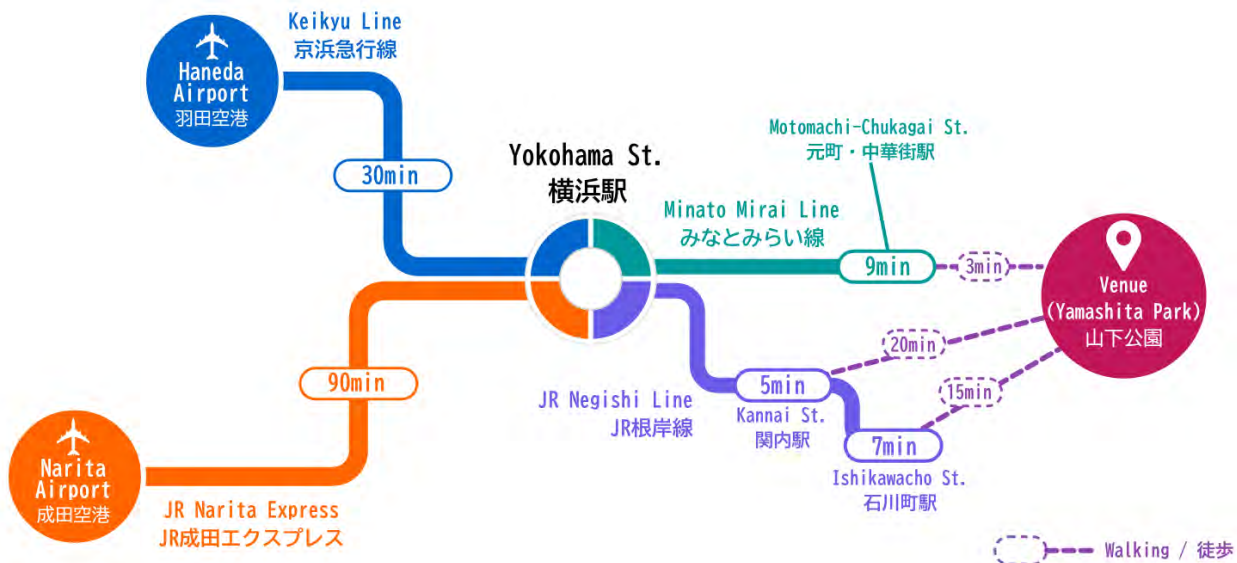 Keikyu Line
京浜急行線
Haneda
Airport
羽田空港
30min
Yokohama St.
横浜駅
Motomachi-Chukagai St.
元町・中華街駅
Minato Mirai Line
みなとみらい線
9min
3min
Venue
(Yamashita Park)
山下公園
20min
15min
90min
JR Negishi Line
JR根岸線
5min
Kannai St.
関内駅
7min
Ishikawacho St.
石川町駅
Narita
Airport
成田空港
JR Narita Express
JR成田エクスプレス
Walking / 徒歩